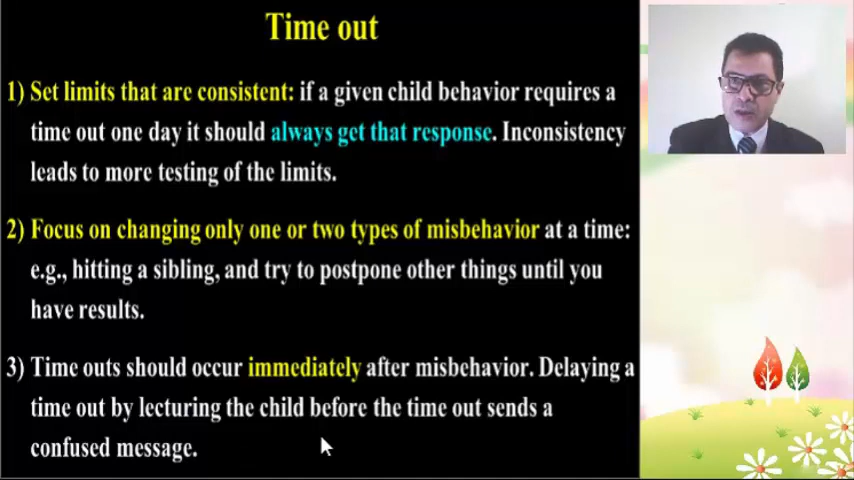 Time out
1) Set limits that are consistent: if a given child behavior requires a
time out one day it should always get that response. Inconsistency
leads to more testing of the limits.
2) Focus on changing only one or two types of misbehavior at a time:
e.g., hitting a sibling, and try to postpone other things until you
have results.
3) Time outs should occur immediately after misbehavior. Delaying a
time out by lecturing the child before the time out sends a
confused message.